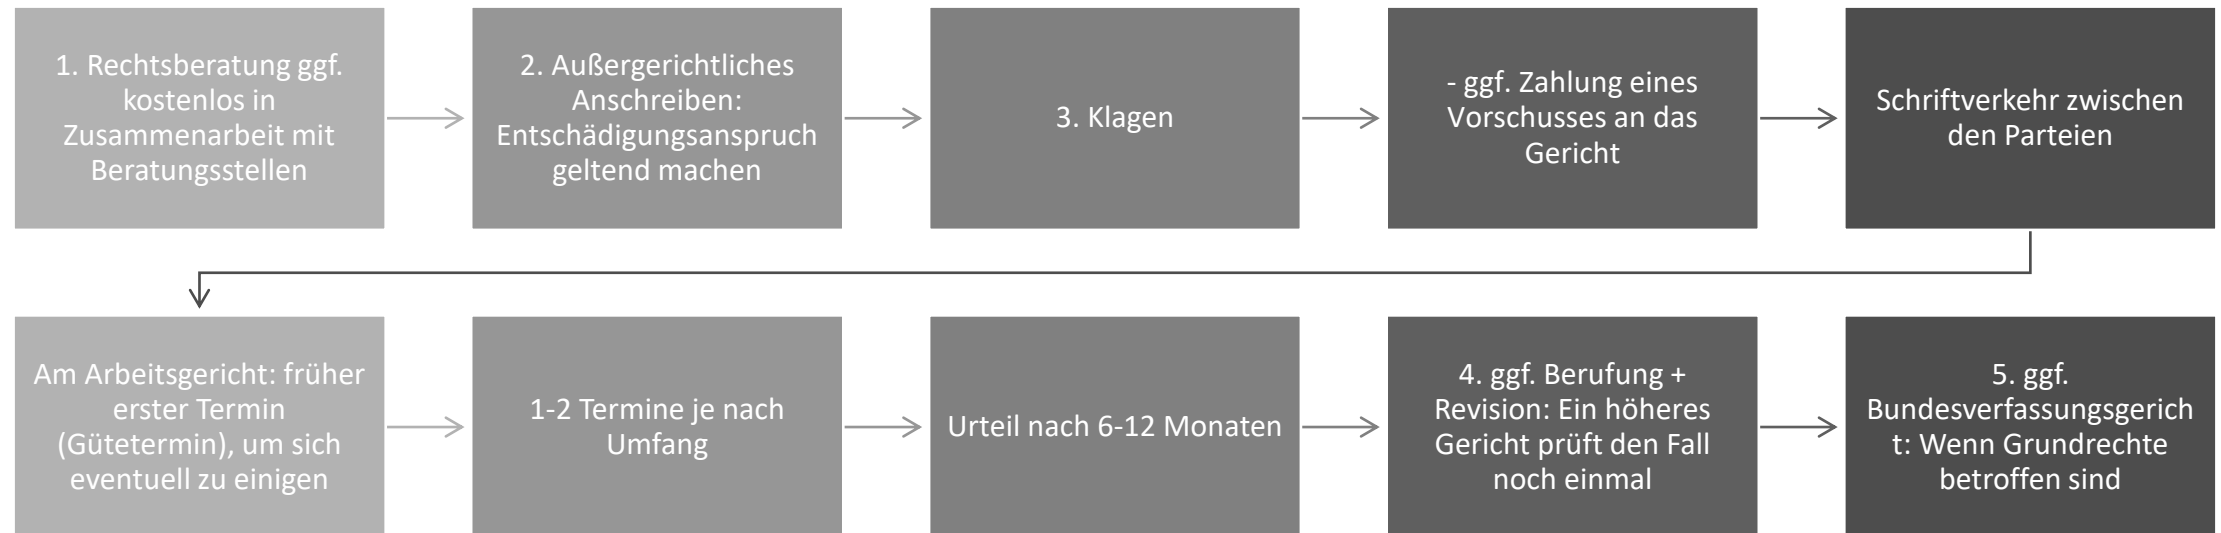 1. Rechtsberatung ggf.
kostenlos in
Zusammenarbeit mit
Beratungsstellen
2. Außergerichtliches
Anschreiben:
Entschädigungsanspruch
geltend machen
3. Klagen
- ggf. Zahlung eines
Vorschusses an das
Gericht
Schriftverkehr zwischen
den Parteien
Am Arbeitsgericht: früher
erster Termin
(Gütetermin), um sich
eventuell zu einigen
1-2 Termine je nach
Umfang
Urteil nach 6-12 Monaten
4. ggf. Berufung +
Revision: Ein höheres
Gericht prüft den Fall
noch einmal
5. ggf.
Bundesverfassungsgerich
t: Wenn Grundrechte
betroffen sind